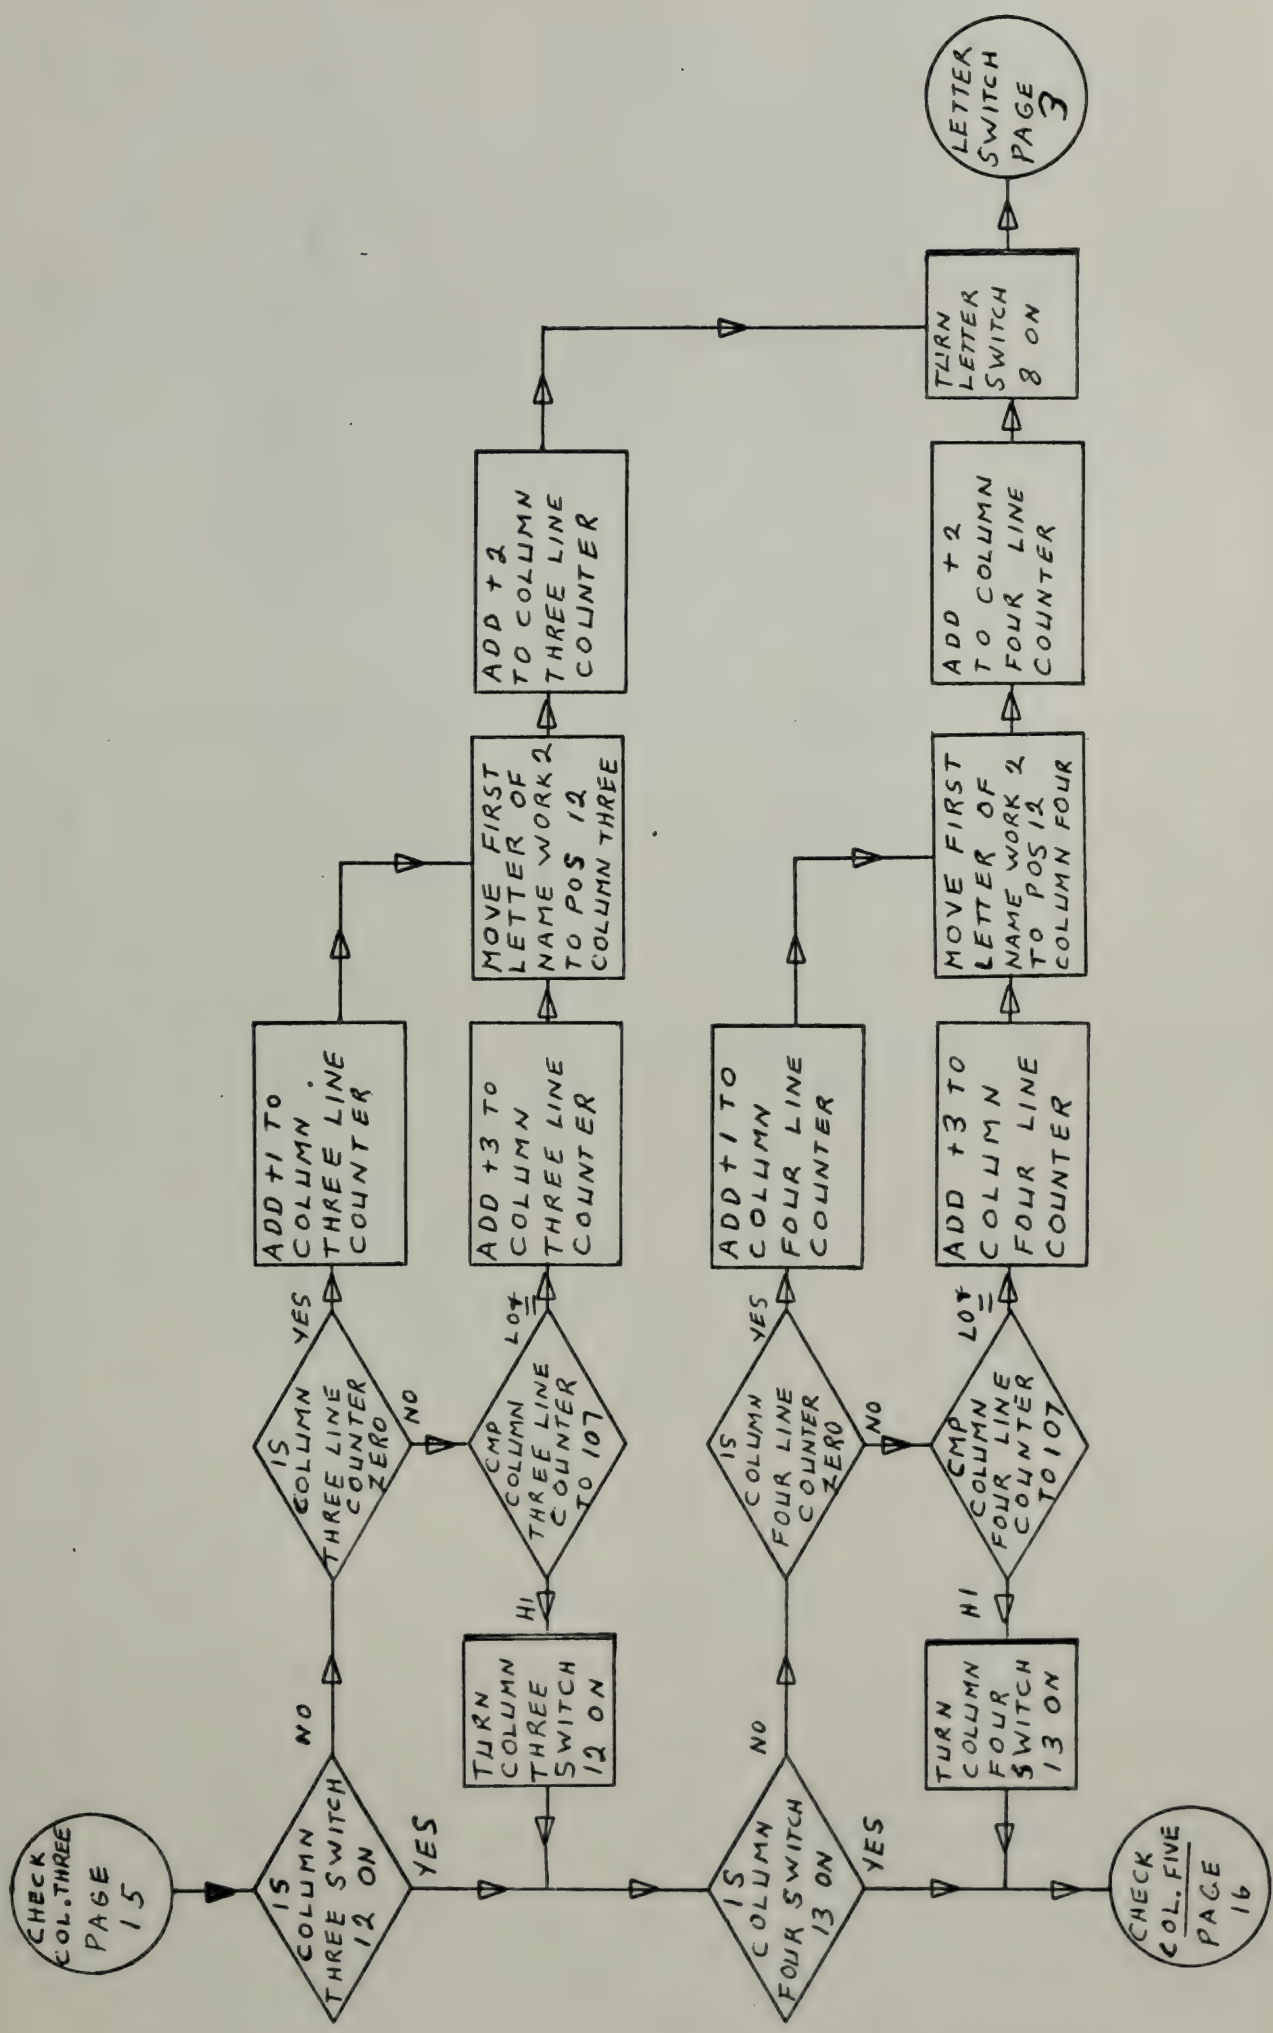 CHECK
COL. THREE
PAGE
15
IS
COLUMN
THREE SWITCH
12 ON
NO
YES
IS
COLUMN
THREE LINE
COUNTER
ZERO
YES
NO
ADD +1 TO
COLUMN
THREE LINE
COUNTER
TURN
COLUMN
THREE
SWITCH
12 ON
HI
CMP
COLUMN
THREE LINE
COUNTER
TO 107
LO+
=
ADD +3 TO
COLUMN
THREE LINE
COUNTER
MOVE FIRST
LETTER OF
NAME WORK 2
TO POS 12
COLUMN THREE
ADD +2
TO COLUMN
THREE LINE
COUNTER
IS
COLUMN
FOUR SWITCH
13 ON
NO
YES
IS
COLUMN
FOUR LINE
COUNTER
ZERO
YES
NO
ADD +1 TO
COLUMN
FOUR LINE
COUNTER
TURN
COLUMN
FOUR
SWITCH
13 ON
HI
CMP
COLUMN
FOUR LINE
COUNTER
TO 107
LO+
=
ADD +3 TO
COLUMN
FOUR LINE
COUNTER
MOVE FIRST
LETTER OF
NAME WORK 2
TO POS 12
COLUMN FOUR
ADD +2
TO COLUMN
FOUR LINE
COUNTER
TURN
LETTER
SWITCH
8 ON
LETTER
SWITCH
PAGE
3
CHECK
COL. FIVE
PAGE
16